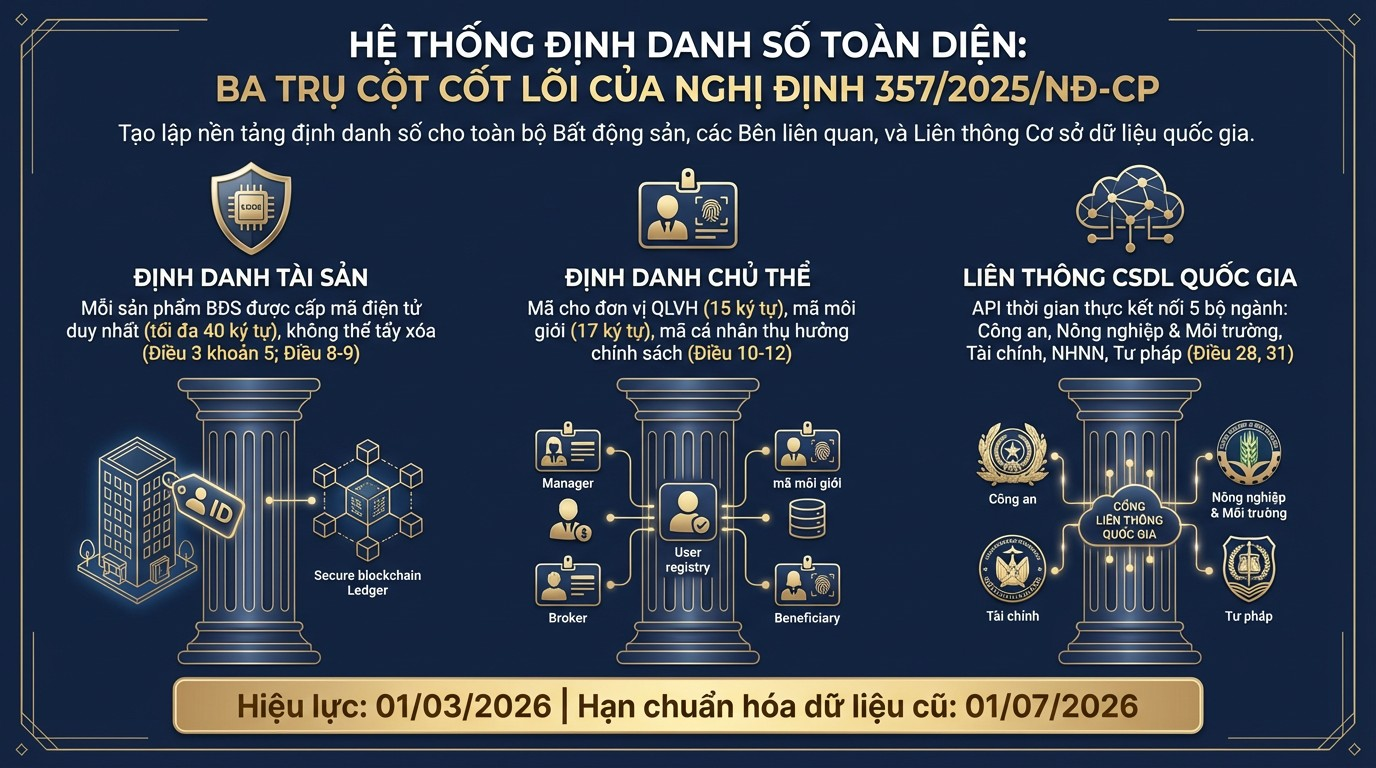 HỆ THỐNG ĐỊNH DANH SỐ TOÀN DIỆN:
BA TRỤ CỘT CỐT LÕI CỦA NGHỊ ĐỊNH 357/2025/NĐ-CP
Tạo lập nền tảng định danh số cho toàn bộ Bất động sản, các Bên liên quan, và Liên thông Cơ sở dữ liệu quốc gia.
ĐỊNH DANH TÀI SẢN
Mỗi sản phẩm BĐS được cấp mã điện tử
duy nhất (tối đa 40 ký tự), không thể tẩy xóa
(Điều 3 khoản 5; Điều 8-9)
ID
Secure blockchain
Ledger
ĐỊNH DANH CHỦ THỂ
Mã cho đơn vị QLVH (15 ký tự), mã môi
giới (17 ký tự), mã cá nhân thụ hưởng
chính sách (Điều 10-12)
Manager
mã môi giới
$
User
registry
Broker
Beneficiary
LIÊN THÔNG CSDL QUỐC GIA
API thời gian thực kết nối 5 bộ ngành:
Công an, Nông nghiệp & Môi trường,
Tài chính, NHNN, Tư pháp (Điều 28, 31)
Công an
Nông nghiệp
& Mối trường
CỔNG
LIÊN THÔNG
QUỐC GIA
Tài chính
Tư pháp
Hiệu lực: 01/03/2026 | Hạn chuẩn hóa dữ liệu cũ: 01/07/2026